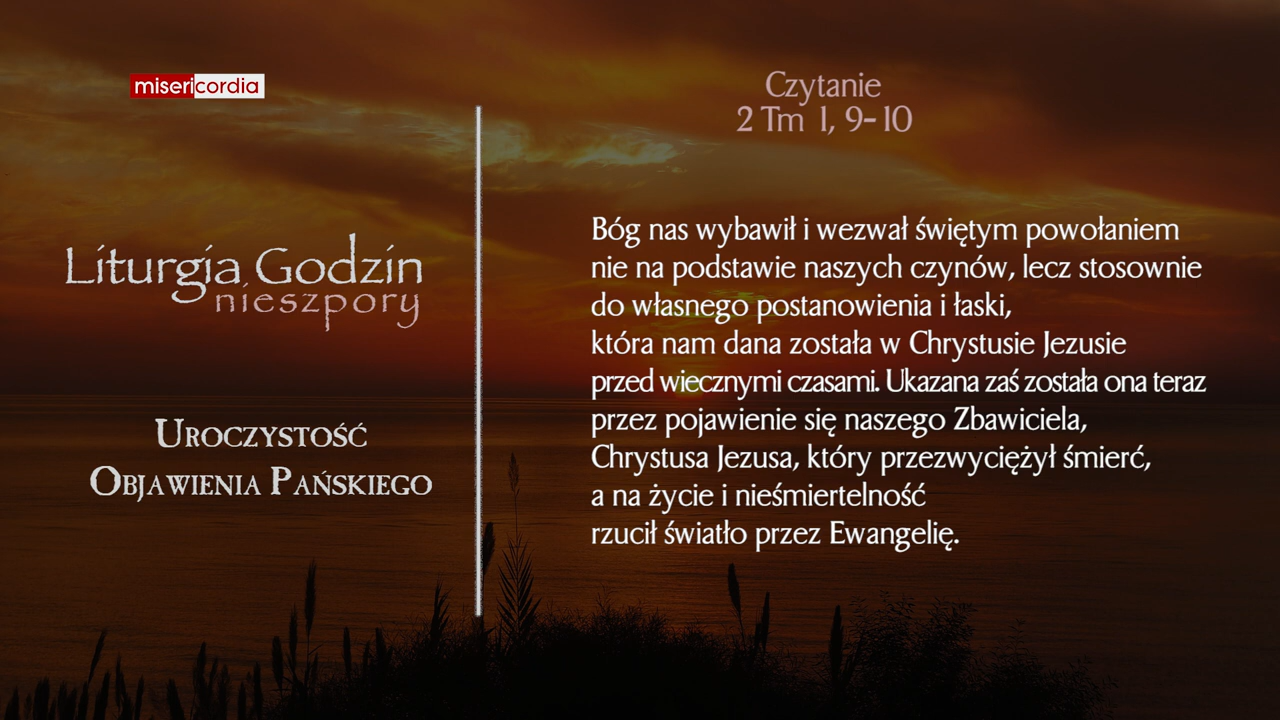 misericordia
Liturgia Godzin
nieszpory
Uroczystość
Objawienia Pańskiego
Czytanie
2 Tm 1, 9-10
Bóg nas wybawił i wezwał świętym powołaniem
nie na podstawie naszych czynów, lecz stosownie
do własnego postanowienia i łaski,
która nam dana została w Chrystusie Jezusie
przed wiecznymi czasami. Ukazana zaś została ona teraz
przez pojawienie się naszego Zbawiciela,
Chrystusa Jezusa, który przezwyciężył śmierć,
a na życie i nieśmiertelność
rzucił światło przez Ewangelię.